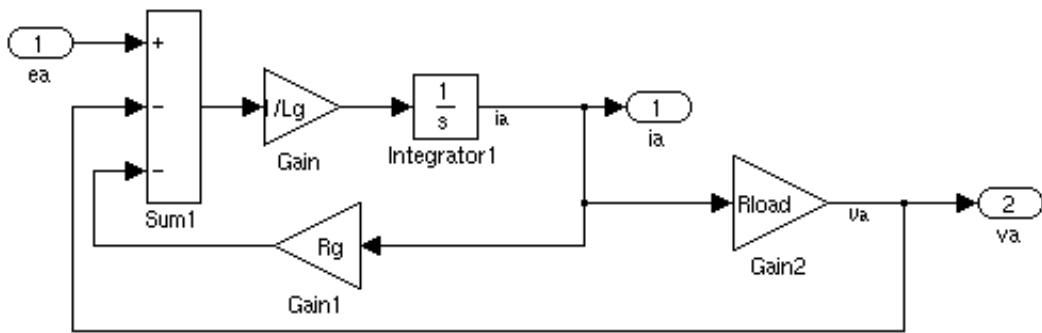 1
ea
+
−
−
Sum1
/Lg
Gain
1
s
Integrator1
ia
1
ia
Rg
Gain1
Rload
Gain2
va
2
va